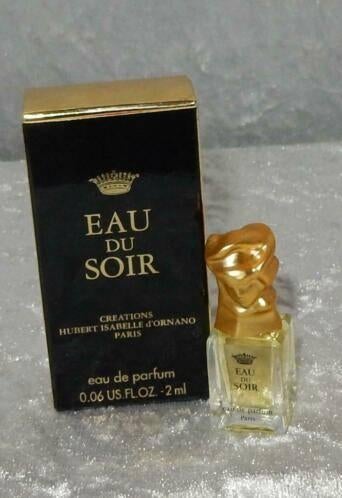 EAU
DU
SOIR
CREATIONS
HUBERT ISABELLE d'ORNANO
PARIS
eau de parfum
0.06 US.FL.OZ. - 2 ml
EAU
DU
SOIR
eau de parfum
Paris